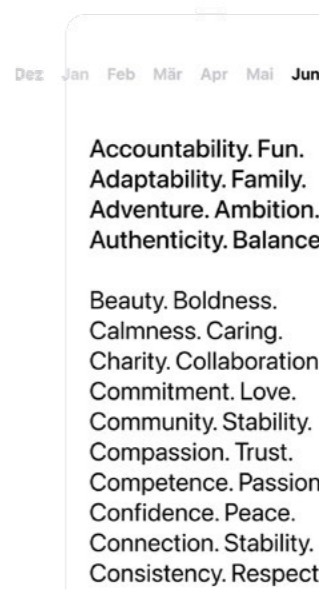 Dez Jan Feb Mär Apr Mai Jun
Accountability. Fun.
Adaptability. Family.
Adventure. Ambition.
Authenticity. Balance
Beauty. Boldness.
Calmness. Caring.
Charity. Collaboration
Commitment. Love.
Community. Stability.
Compassion. Trust.
Competence. Passion
Confidence. Peace.
Connection. Stability.
Consistency. Respect